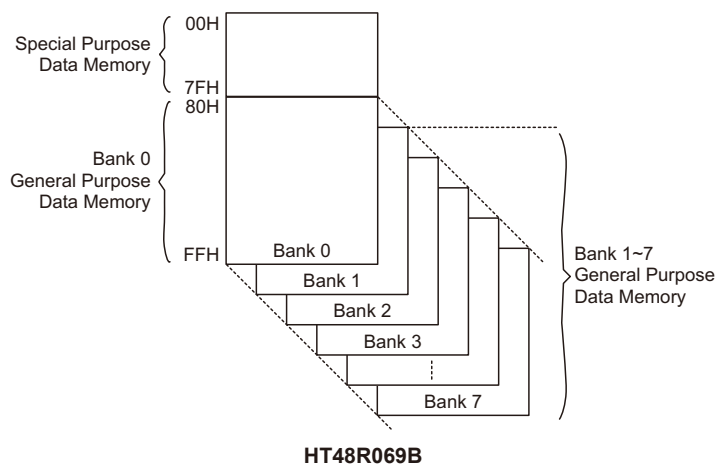 00H
Special Purpose
Data Memory
7FH
80H
Bank 0
General Purpose
Data Memory
FFH
Bank 0
Bank 1
Bank 2
Bank 3
Bank 7
Bank 1~7
General Purpose
Data Memory
HT48R069B